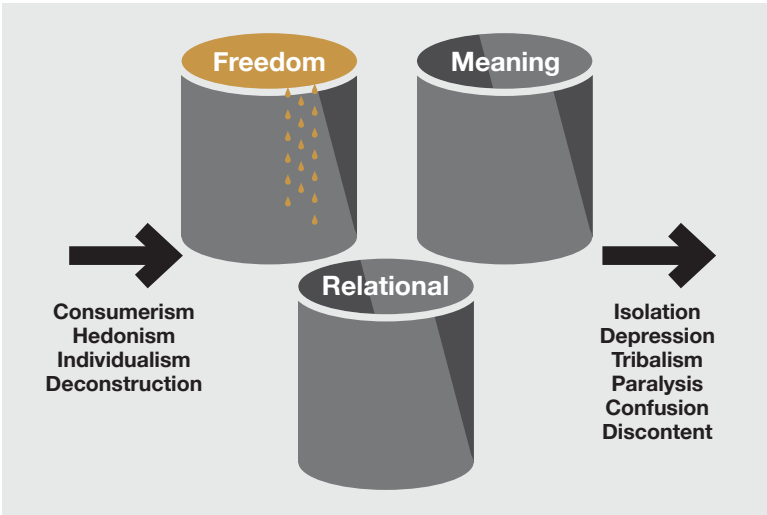 Freedom
Meaning
Relational
Consumerism
Hedonism
Individualism
Deconstruction
Isolation
Depression
Tribalism
Paralysis
Confusion
Discontent